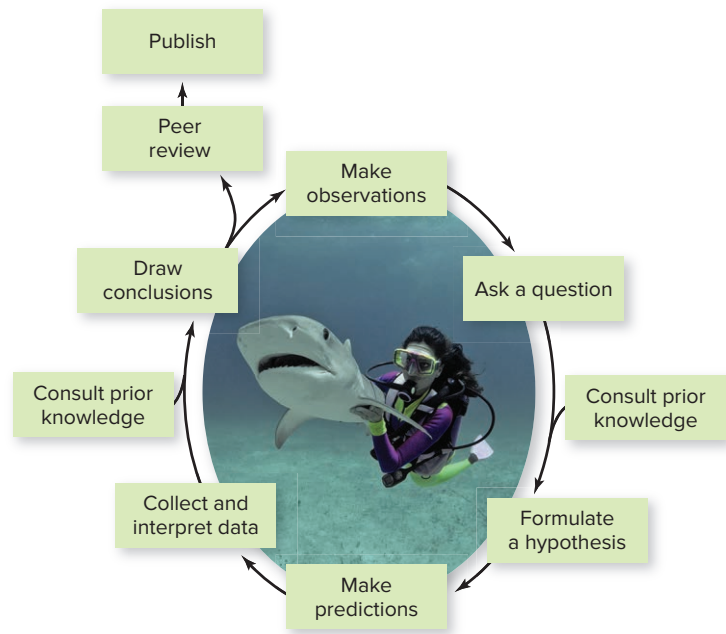 Publish
Peer
review
Make
observations
Ask a question
Consult prior
knowledge
Formulate
a hypothesis
Make
predictions
Collect and
interpret data
Consult prior
knowledge
Draw
conclusions